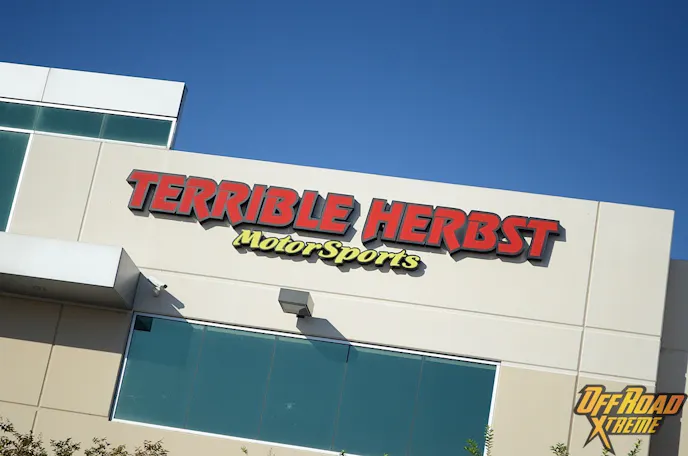 TERRIBLE HERBST
MotorSports
OFFROAD
XTREME